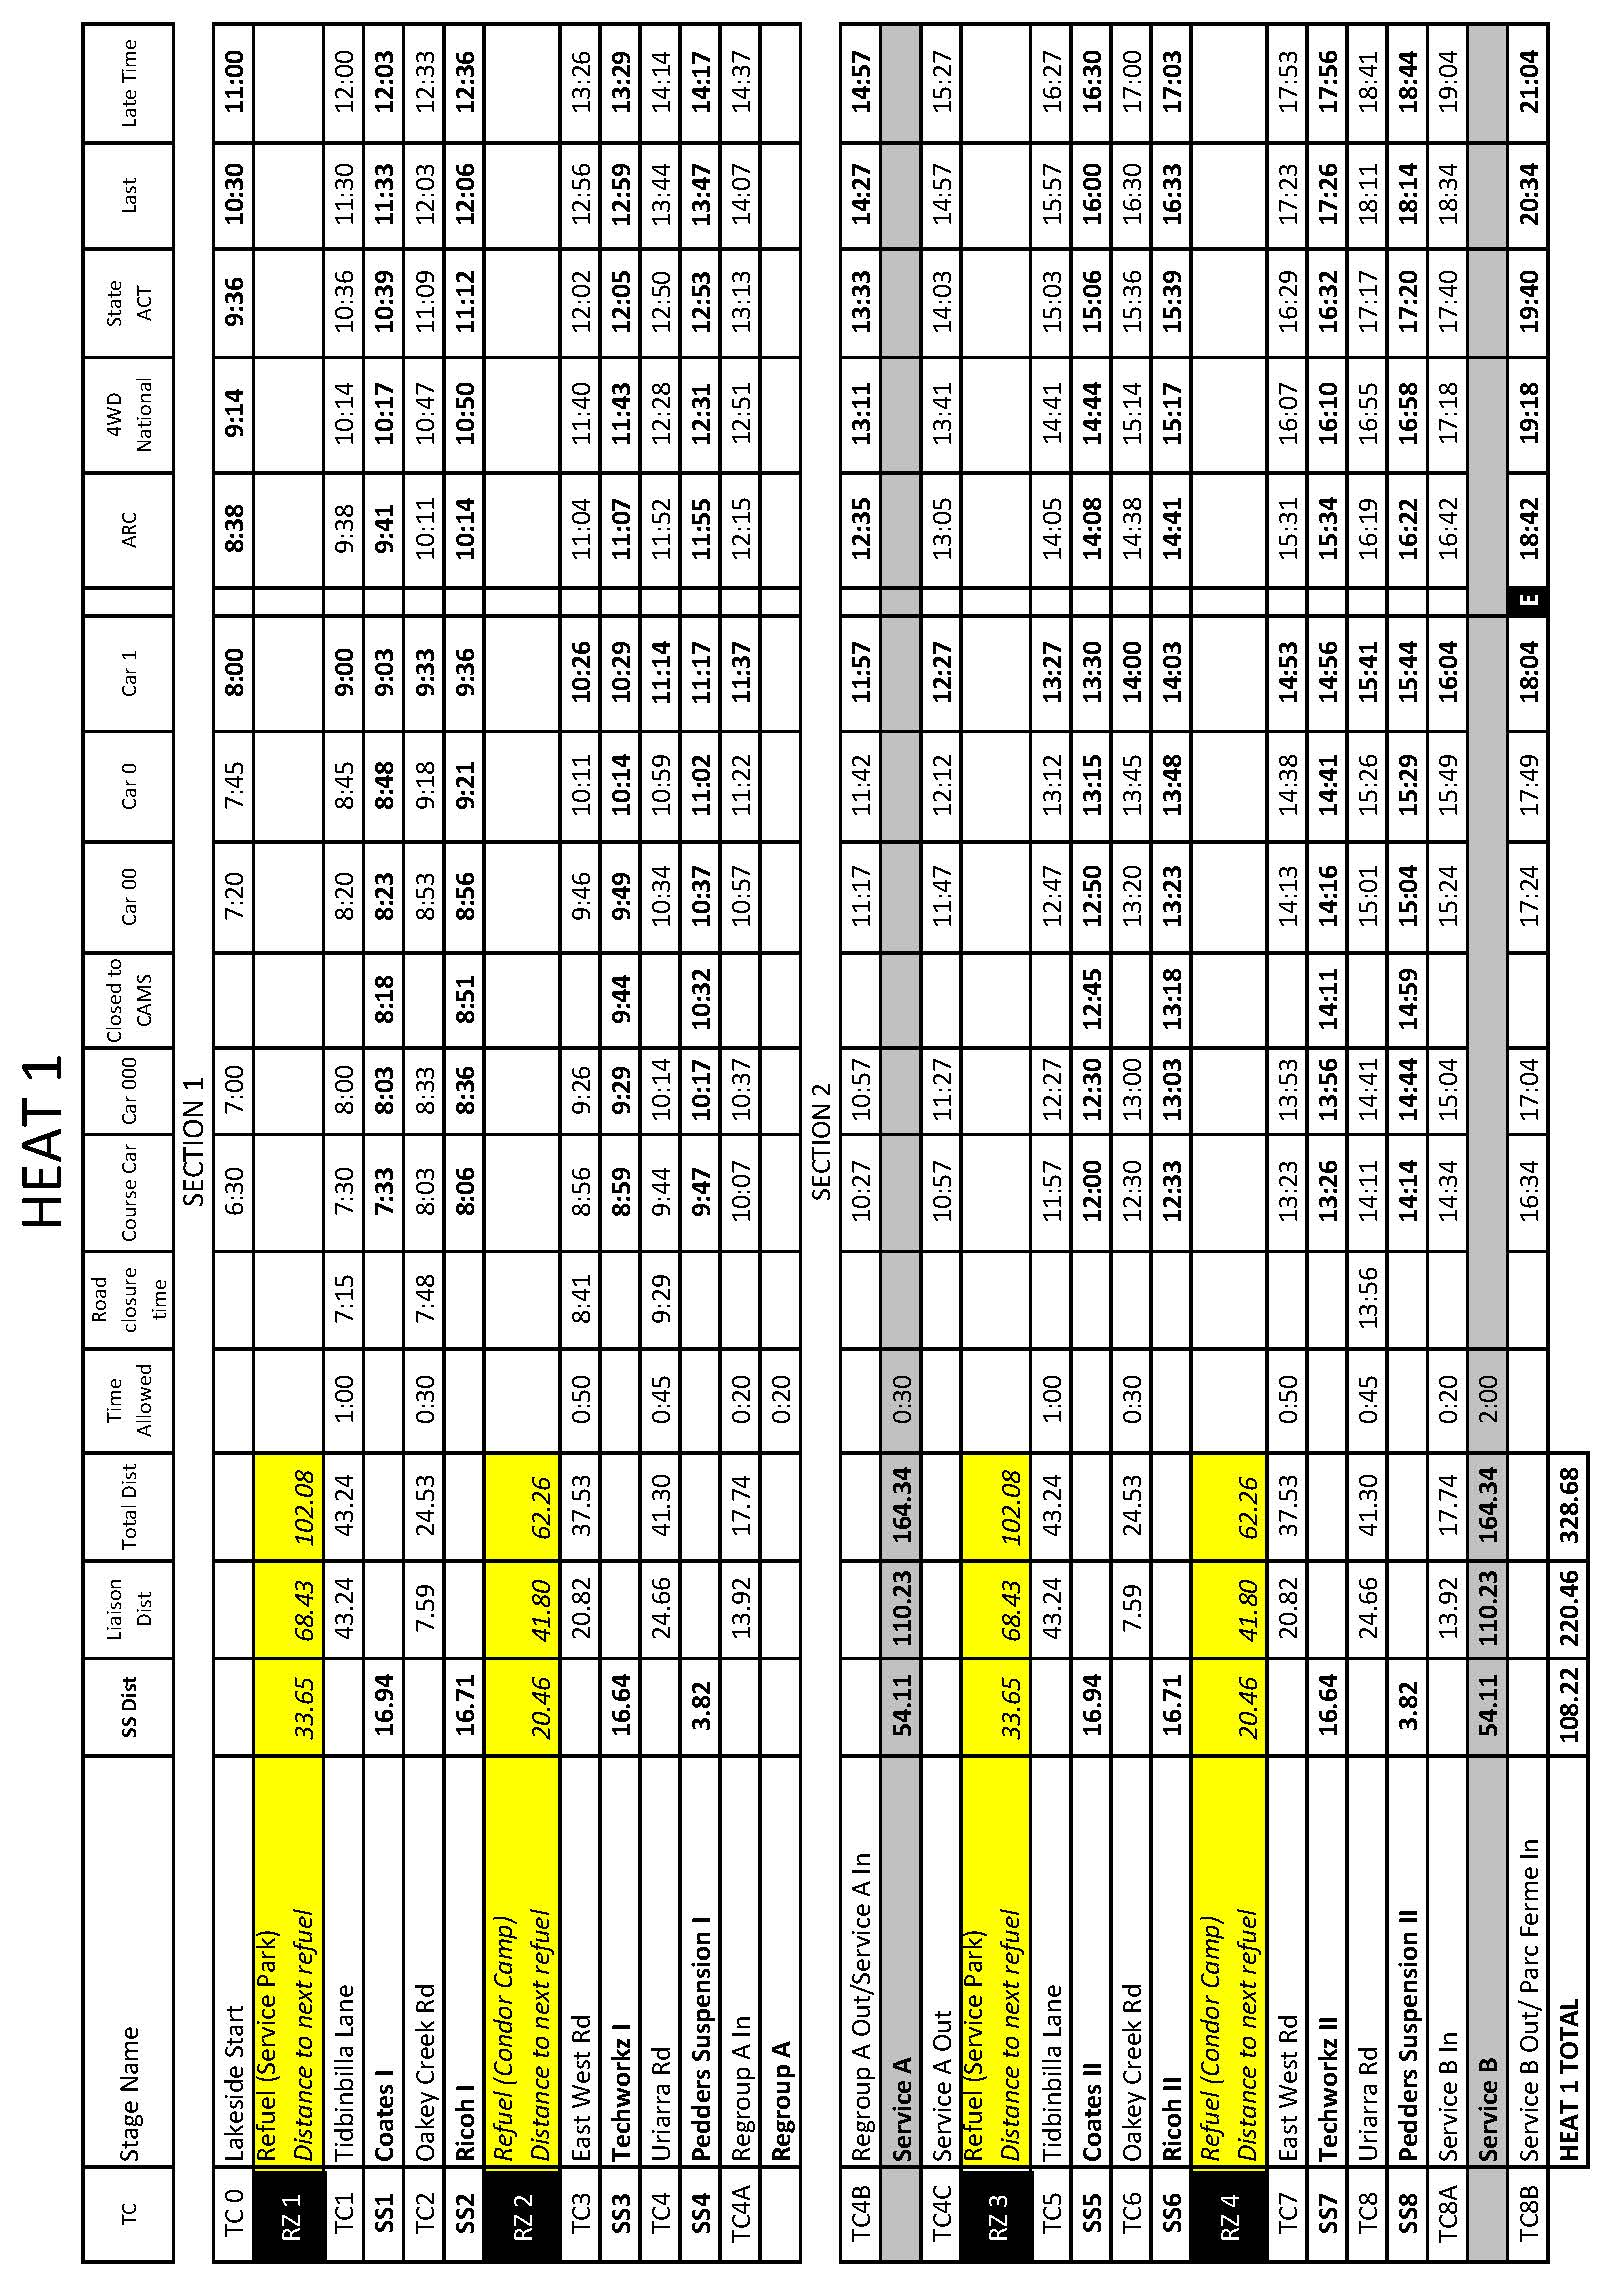 HEAT 1
TC Stage Name SS Dist Liaison Dist Total Dist Time Allowed Road closure time Course Car Car 000 Closed to CAMS Car 00 Car 0 Car 1 ARC 4WD National State ACT Last Late Time
SECTION 1
TC 0 Lakeside Start 6:30 7:00 7:20 7:45 8:00 8:38 9:14 9:36 10:30 11:00
RZ 1 Refuel (Service Park)
Distance to next refuel 33.65 68.43 102.08
TC1 Tidbinbilla Lane 43.24 43.24 1:00 7:15 7:30 8:00 8:20 8:45 9:00 9:38 10:14 10:36 11:30 12:00
SS1 Coates I 16.94 7:33 8:03 8:18 8:23 8:48 9:03 9:41 10:17 10:39 11:33 12:03
TC2 Oakey Creek Rd 7.59 24.53 0:30 7:48 8:03 8:33 8:53 9:18 9:33 10:11 10:47 11:09 12:03 12:33
SS2 Ricoh I 16.71 8:06 8:36 8:51 8:56 9:21 9:36 10:14 10:50 11:12 12:06 12:36
RZ 2 Refuel (Condor Camp)
Distance to next refuel 20.46 41.80 62.26
TC3 East West Rd 20.82 37.53 0:50 8:41 8:56 9:26 9:46 10:11 10:26 11:04 11:40 12:02 12:56 13:26
SS3 Techworkz I 16.64 8:59 9:29 9:44 9:49 10:14 10:29 11:07 11:43 12:05 12:59 13:29
TC4 Uriarra Rd 24.66 41.30 0:45 9:29 9:44 10:14 10:34 10:59 11:14 11:52 12:28 12:50 13:44 14:14
SS4 Pedders Suspension I 3.82 9:47 10:17 10:32 10:37 11:02 11:17 11:55 12:31 12:53 13:47 14:17
TC4A Regroup A In 13.92 17.74 0:20 10:07 10:37 10:57 11:22 11:37 12:15 12:51 13:13 14:07 14:37
Regroup A 0:20
SECTION 2
TC4B Regroup A Out/Service A In 10:27 10:57 11:17 11:42 11:57 12:35 13:11 13:33 14:27 14:57
Service A 54.11 110.23 164.34 0:30
TC4C Service A Out 10:57 11:27 11:47 12:12 12:27 13:05 13:41 14:03 14:57 15:27
RZ 3 Refuel (Service Park)
Distance to next refuel 33.65 68.43 102.08
TC5 Tidbinbilla Lane 43.24 43.24 1:00 11:57 12:27 12:47 13:12 13:27 14:05 14:41 15:03 15:57 16:27
SS5 Coates II 16.94 12:00 12:30 12:45 12:50 13:15 13:30 14:08 14:44 15:06 16:00 16:30
TC6 Oakey Creek Rd 7.59 24.53 0:30 12:30 13:00 13:20 13:45 14:00 14:38 15:14 15:36 16:30 17:00
SS6 Ricoh II 16.71 12:33 13:03 13:18 13:23 13:48 14:03 14:41 15:17 15:39 16:33 17:03
RZ 4 Refuel (Condor Camp)
Distance to next refuel 20.46 41.80 62.26
TC7 East West Rd 20.82 37.53 0:50 13:23 13:53 14:13 14:38 14:53 15:31 16:07 16:29 17:23 17:53
SS7 Techworkz II 16.64 13:26 13:56 14:11 14:16 14:41 14:56 15:34 16:10 16:32 17:26 17:56
TC8 Uriarra Rd 24.66 41.30 0:45 13:56 14:11 14:41 15:01 15:26 15:41 16:19 16:55 17:17 18:11 18:41
SS8 Pedders Suspension II 3.82 14:14 14:44 14:59 15:04 15:29 15:44 16:22 16:58 17:20 18:14 18:44
TC8A Service B In 13.92 17.74 0:20 14:34 15:04 15:24 15:49 16:04 16:42 17:18 17:40 18:34 19:04
Service B 54.11 110.23 164.34 2:00
TC8B Service B Out/ Parc Ferme In 16:34 17:04 17:24 17:49 18:04 E 18:42 19:18 19:40 20:34 21:04
HEAT 1 TOTAL 108.22 220.46 328.68